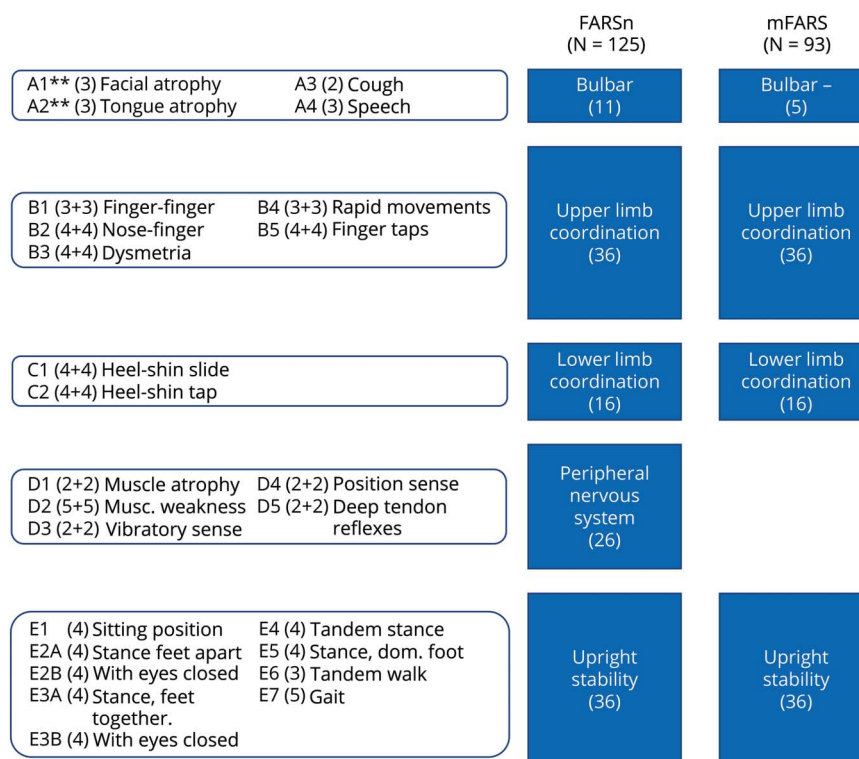 FARSn
(N = 125)
mFARS
(N = 93)
A1** (3) Facial atrophy
A2** (3) Tongue atrophy
A3 (2) Cough
A4 (3) Speech
Bulbar
(11)
Bulbar –
(5)
B1 (3+3) Finger-finger
B2 (4+4) Nose-finger
B3 (4+4) Dysmetria
B4 (3+3) Rapid movements
B5 (4+4) Finger taps
Upper limb
coordination
(36)
Upper limb
coordination
(36)
C1 (4+4) Heel-shin slide
C2 (4+4) Heel-shin tap
Lower limb
coordination
(16)
Lower limb
coordination
(16)
D1 (2+2) Muscle atrophy
D2 (5+5) Musc. weakness
D3 (2+2) Vibratory sense
D4 (2+2) Position sense
D5 (2+2) Deep tendon
reflexes
Peripheral
nervous
system
(26)
E1 (4) Sitting position
E2A (4) Stance feet apart
E2B (4) With eyes closed
E3A (4) Stance, feet
together.
E3B (4) With eyes closed
E4 (4) Tandem stance
E5 (4) Stance, dom. foot
E6 (3) Tandem walk
E7 (5) Gait
Upright
stability
(36)
Upright
stability
(36)